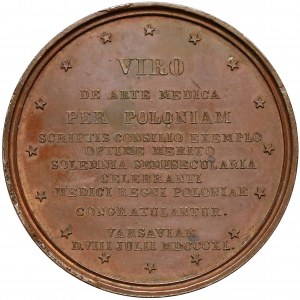 VIRO
DE ARTE MEDICA
PER POLONIAM
SCRIPTIS CONSILIO EXEMPLO
OPTIME MERITO
SOLEMNIA SEMISECULARIA
CELEBRANTI
MEDICI REGNI POLONIAE
CONGRATULANTUR.
VARSAVIAE
D. VIII JULII MDCCCXL.